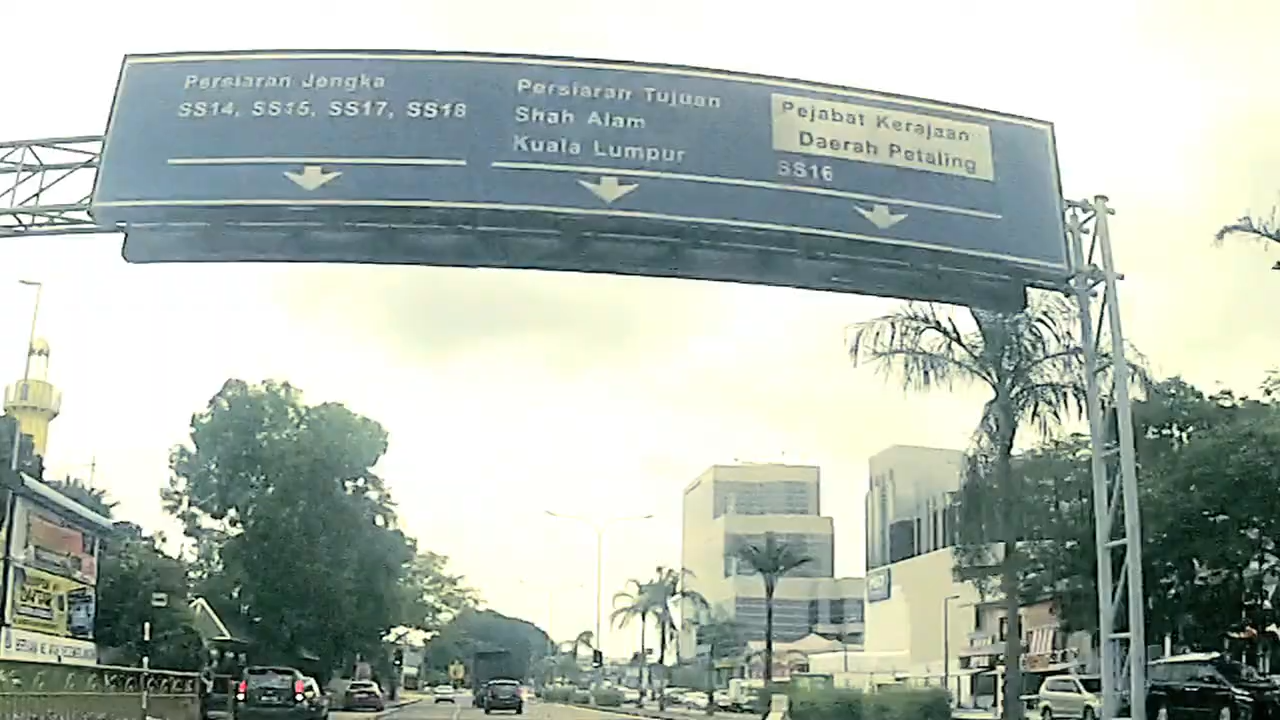 Persiaran Jengka
SS14, SS15, SS17, SS18
Persiaran Tujuan
Shah Alam
Kuala Lumpur
Pejabat Kerajaan
Daerah Petaling
SS16